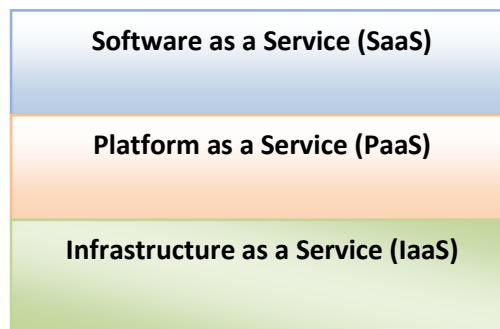 Software as a Service (SaaS)
Platform as a Service (PaaS)
Infrastructure as a Service (IaaS)